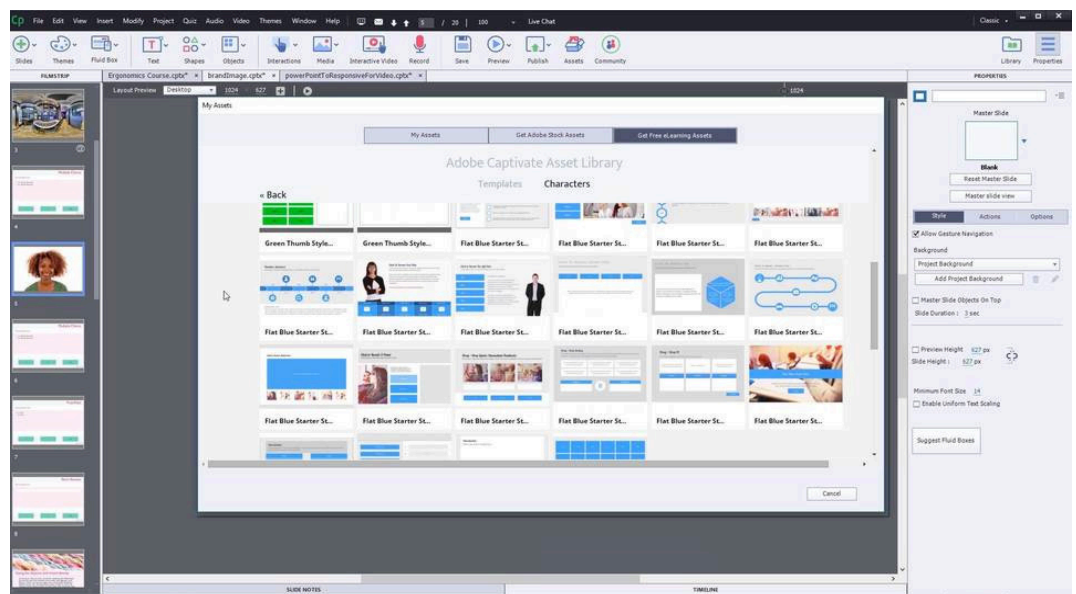 Cp File Edit View Insert Modify Project Quiz Audio Video Themes Window Help 5 / 20 100 Live Chat Classic
Slides Themes Fluid Box Text Shapes Objects Interactions Media Interactive Video Record Save Preview Publish Assets Community Library Properties
FILMSTRIP Ergonomics Course.cptx* × brandImage.cptx* × powerPointToResponsiveForVideo.cptx* × PROPERTIES
Layout Preview Desktop 1024 627 1024
My Assets
My Assets Get Adobe Stock Assets Get Free eLearning Assets
Adobe Captivate Asset Library
Templates Characters
« Back
Green Thumb Style... Green Thumb Style... Flat Blue Starter St... Flat Blue Starter St... Flat Blue Starter St... Flat Blue Starter St...
Flat Blue Starter St... Flat Blue Starter St... Flat Blue Starter St... Flat Blue Starter St... Flat Blue Starter St... Flat Blue Starter St...
Flat Blue Starter St... Flat Blue Starter St... Flat Blue Starter St... Flat Blue Starter St... Flat Blue Starter St... Flat Blue Starter St...
Cancel
3
4
5
6
7
8
Master Slide
Blank
Reset Master Slide
Master slide view
Style Actions Options
Allow Gesture Navigation
Background
Project Background
Add Project Background
Master Slide Objects On Top
Slide Duration : 3 sec
Preview Height 627 px
Slide Height : 627 px
Minimum Font Size 14
Enable Uniform Text Scaling
Suggest Fluid Boxes
SLIDE NOTES TIMELINE